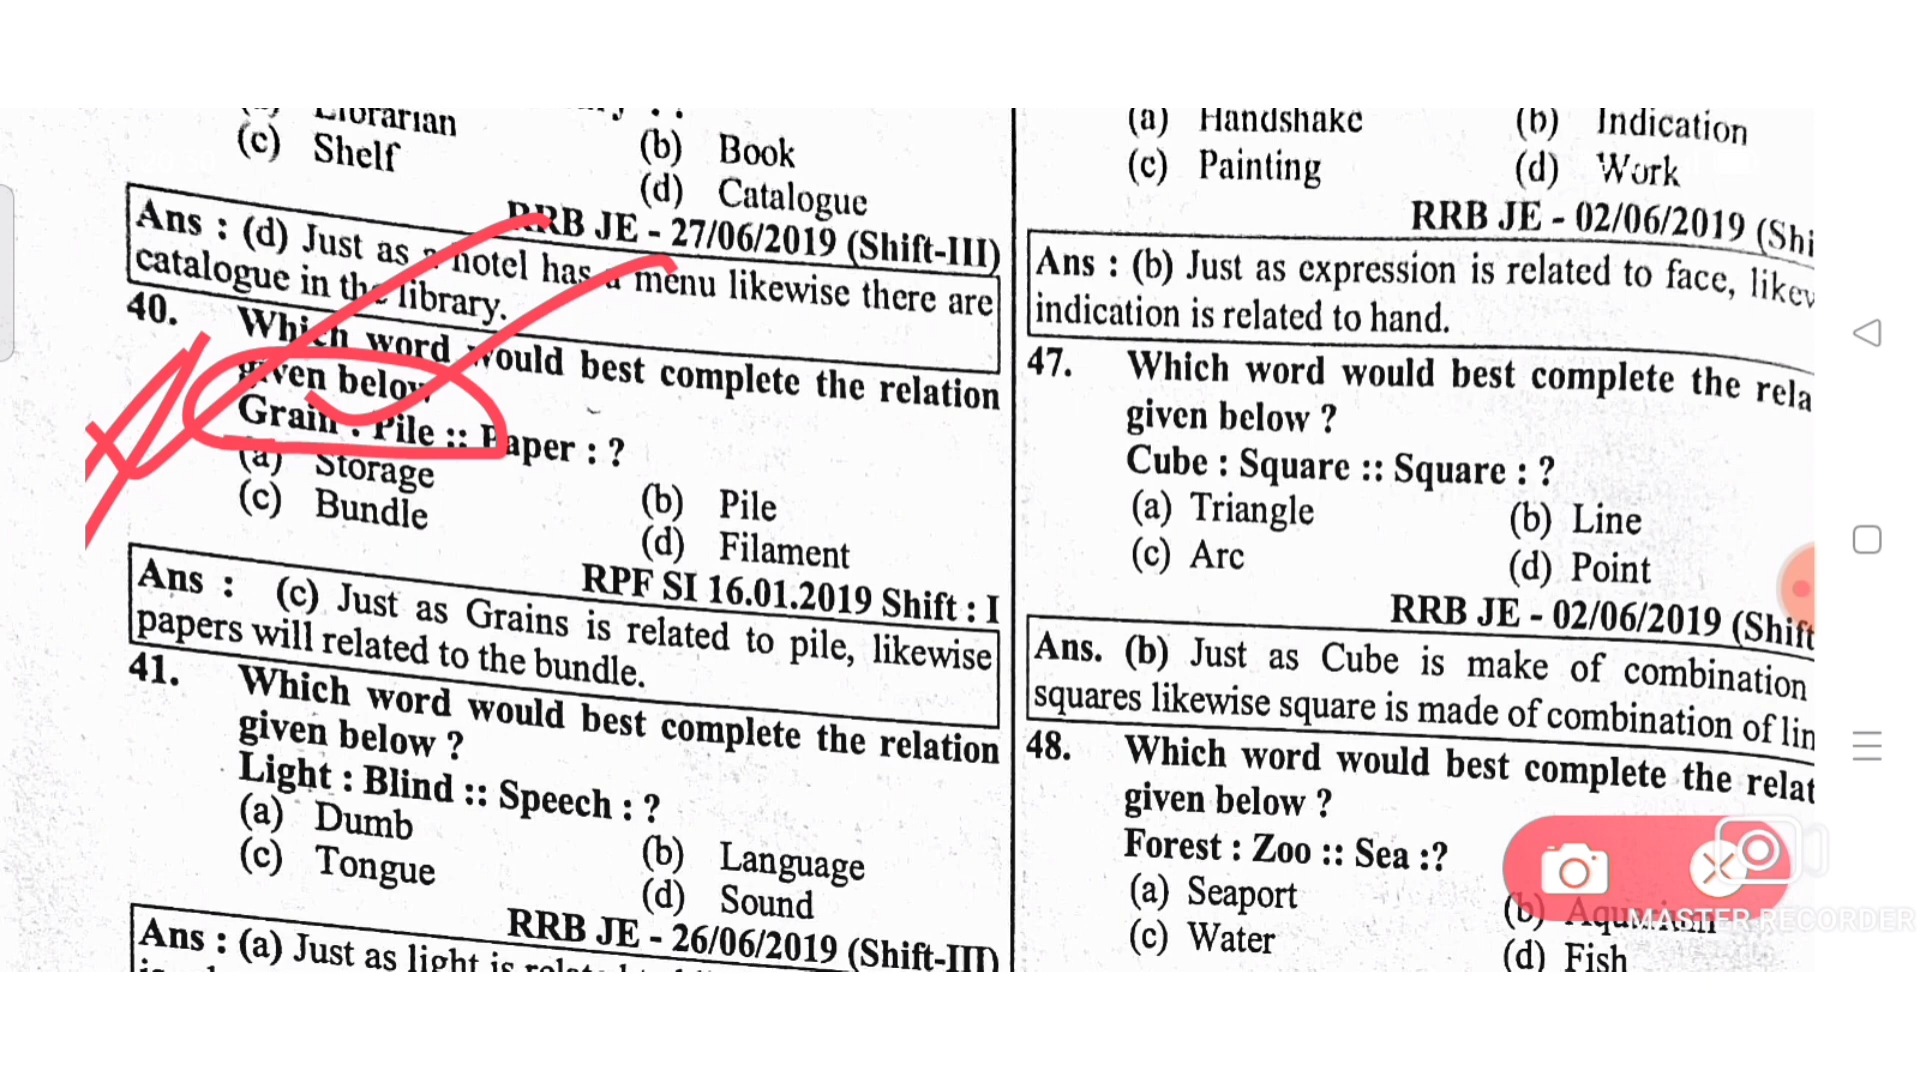 Librarian
(b) Book
(c) Shelf
(d) Catalogue
RRB JE - 27/06/2019 (Shift-III)
Ans : (d) Just as a hotel has a menu likewise there are
catalogue in the library.
40. Which word would best complete the relation
given below
Grain : Pile :: Paper : ?
(a) Storage
(b) Pile
(c) Bundle
(d) Filament
RPF SI 16.01.2019 Shift : I
Ans : (c) Just as Grains is related to pile, likewise
papers will related to the bundle.
41. Which word would best complete the relation
given below ?
Light : Blind :: Speech : ?
(a) Dumb
(b) Language
(c) Tongue
(d) Sound
RRB JE - 26/06/2019 (Shift-III)
Ans : (a) Just as light is
(a) Handshake (b) Indication
(c) Painting (d) Work
RRB JE - 02/06/2019 (Shi
Ans : (b) Just as expression is related to face, likew
indication is related to hand.
47. Which word would best complete the rela
given below ?
Cube : Square :: Square : ?
(a) Triangle (b) Line
(c) Arc (d) Point
RRB JE - 02/06/2019 (Shift
Ans. (b) Just as Cube is make of combination
squares likewise square is made of combination of lin
48. Which word would best complete the relat
given below ?
Forest : Zoo :: Sea :?
(a) Seaport
(b) Aquarium
(c) Water
(d) Fish
MASTER RECORDER